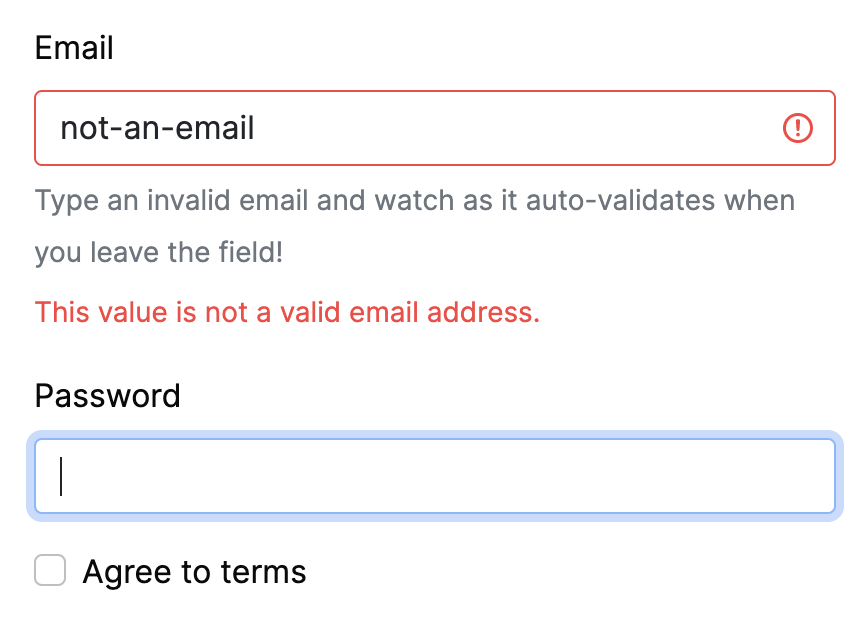 Email
not-an-email
Type an invalid email and watch as it auto-validates when
you leave the field!
This value is not a valid email address.
Password
Agree to terms